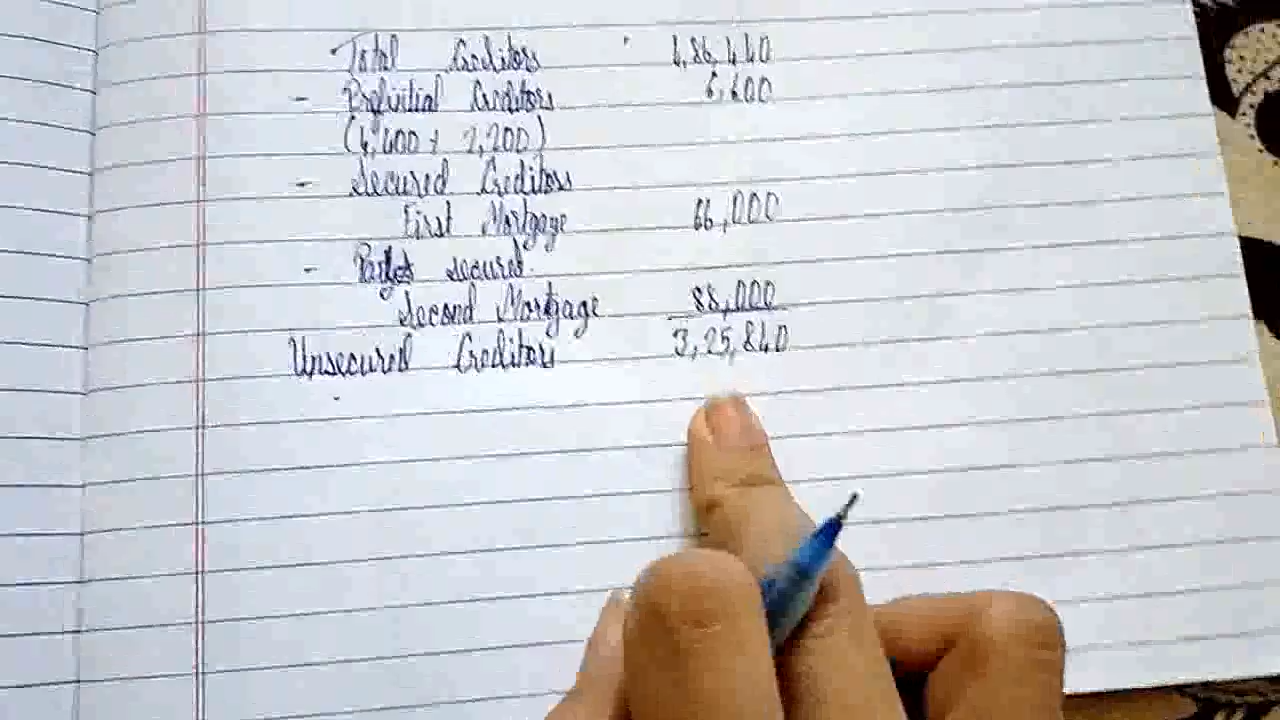 Total Creditors 4,86,440
- Prefrential Creditors 6,600
(4,400 + 2,200)
- Secured Creditors
First Mortgage 66,000
- Partly secured.
Second Mortgage 88,000
Unsecured Creditors 3,25,840